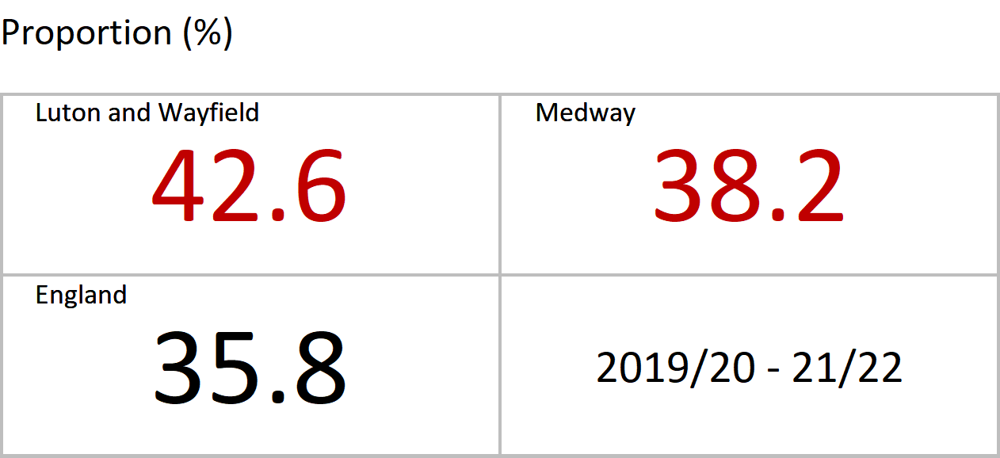 Proportion (%)
Luton and Wayfield
42.6
Medway
38.2
England
35.8
2019/20 - 21/22